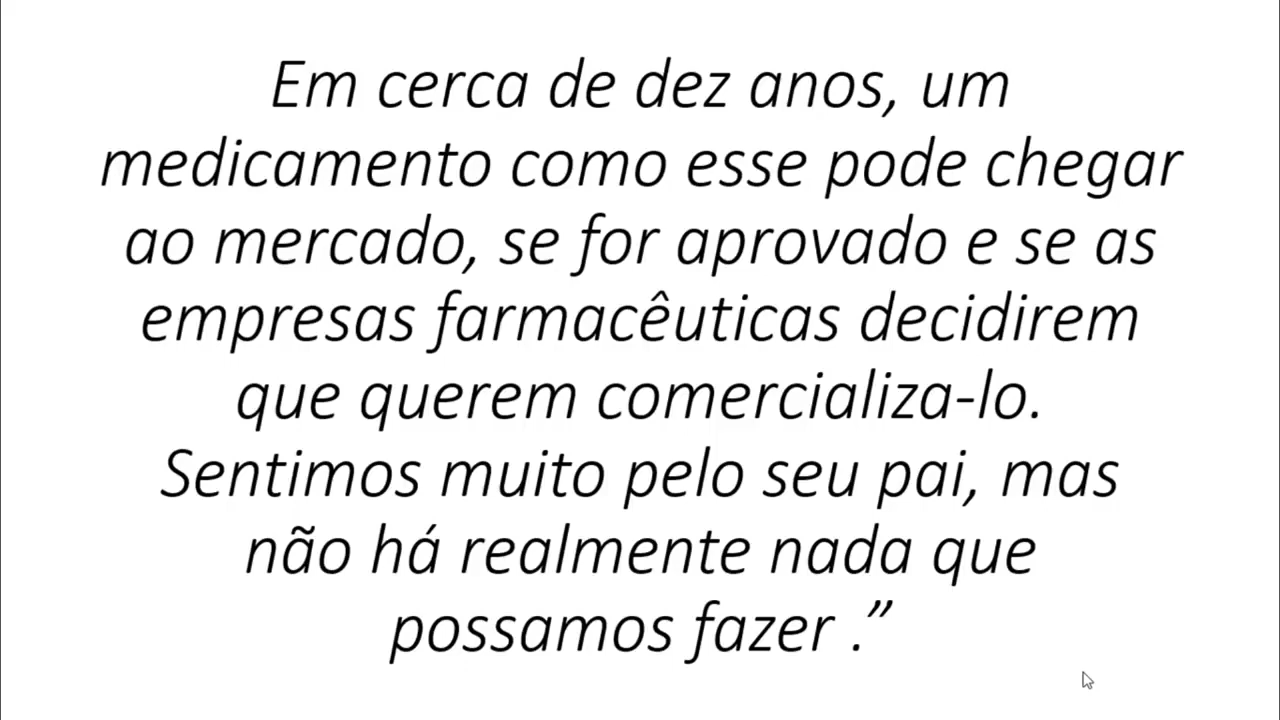 Em cerca de dez anos, um
medicamento como esse pode chegar
ao mercado, se for aprovado e se as
empresas farmacêuticas decidirem
que querem comercializa-lo.
Sentimos muito pelo seu pai, mas
não há realmente nada que
possamos fazer .”